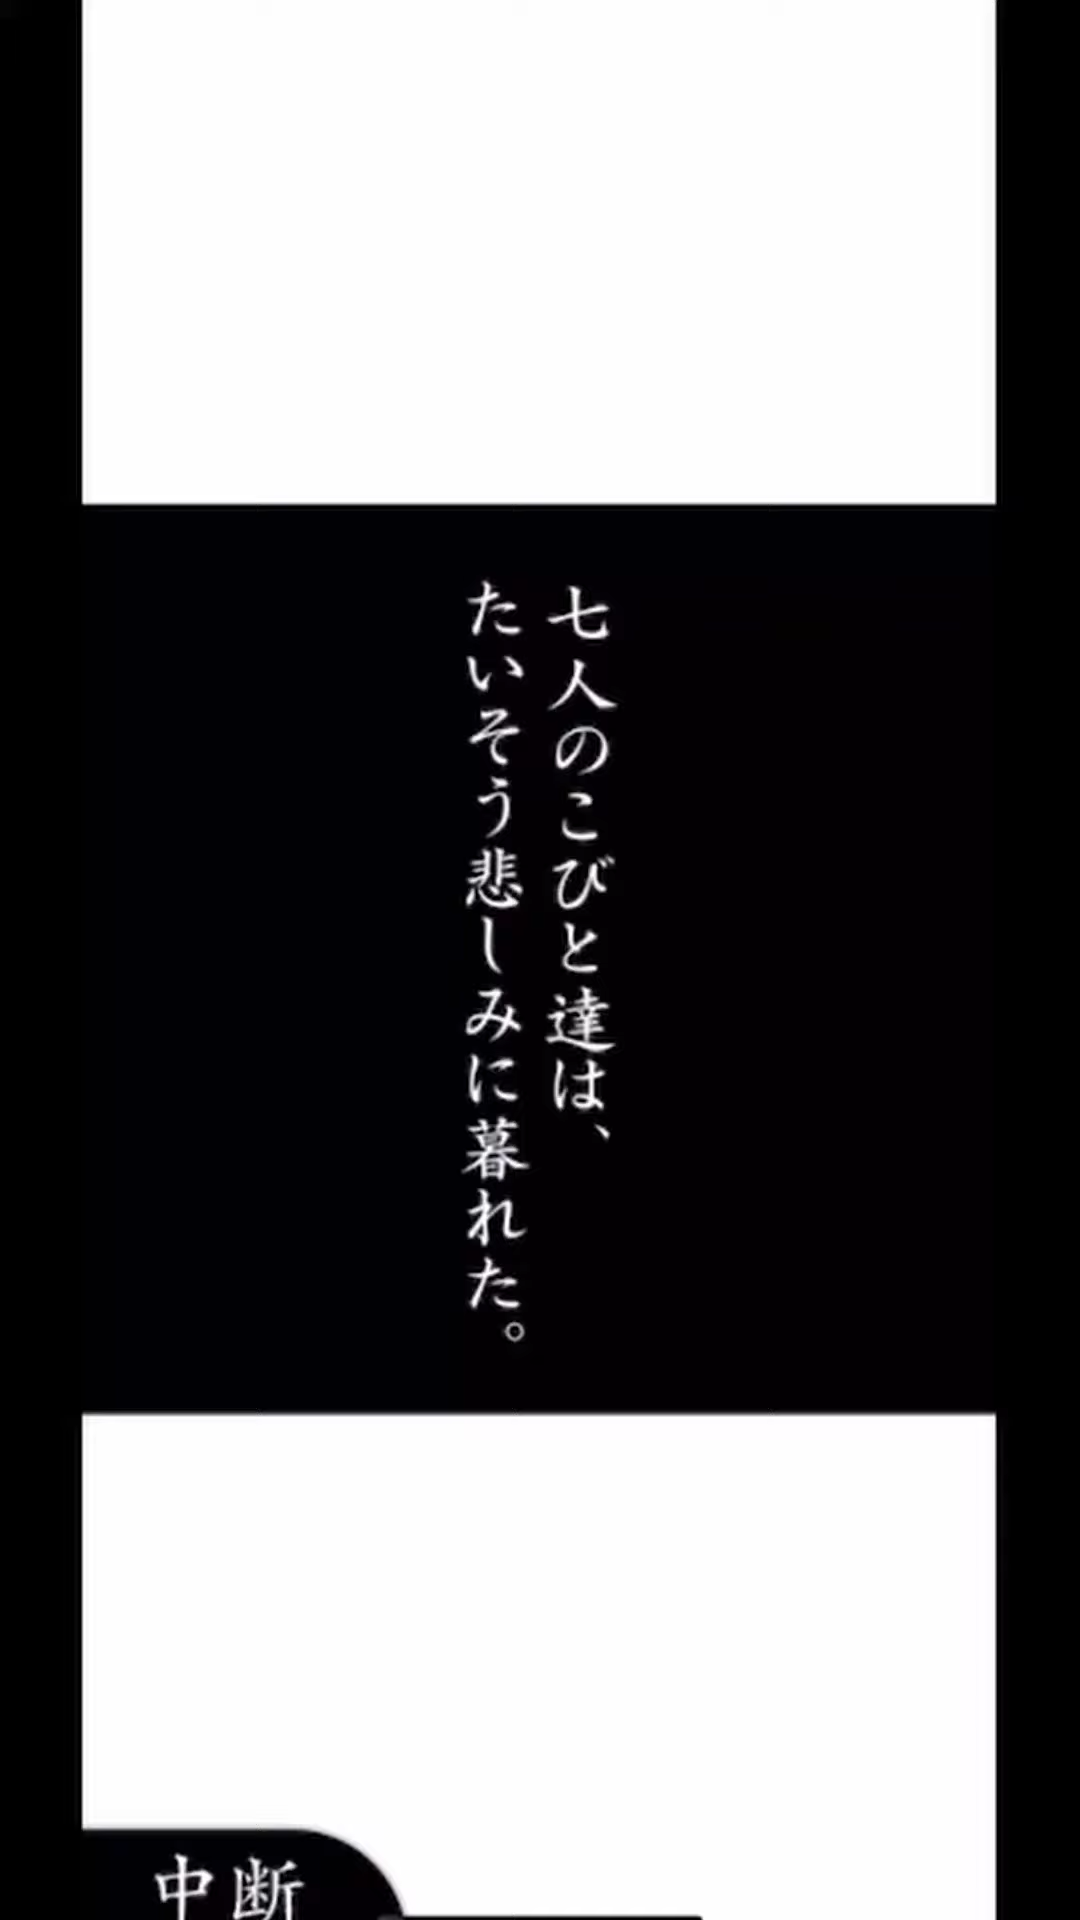 七人のこびと達は、
たいそう悲しみに暮れた。
中断